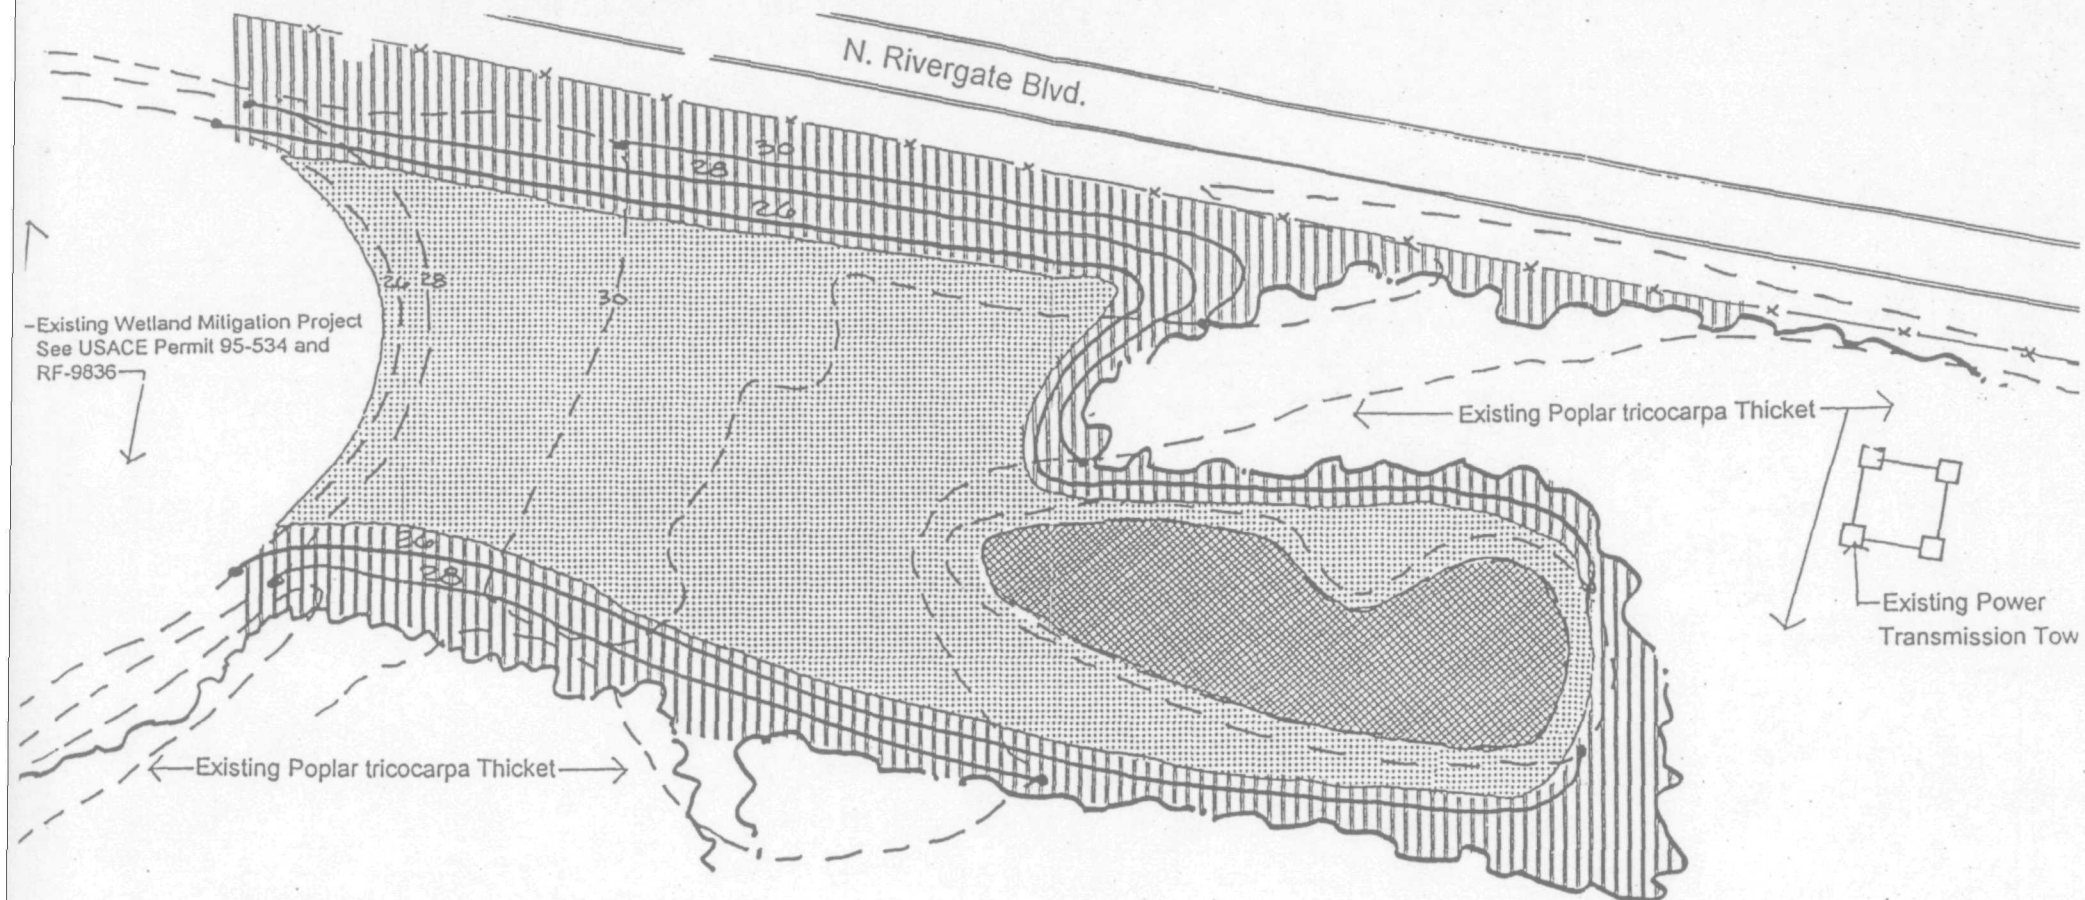 N. Rivergate Blvd.
30
28
26
26 28
30
Existing Wetland Mitigation Project
See USACE Permit 95-534 and
RF-9836
Existing Poplar tricocarpa Thicket
Existing Power
Transmission Tow
28
Existing Poplar tricocarpa Thicket